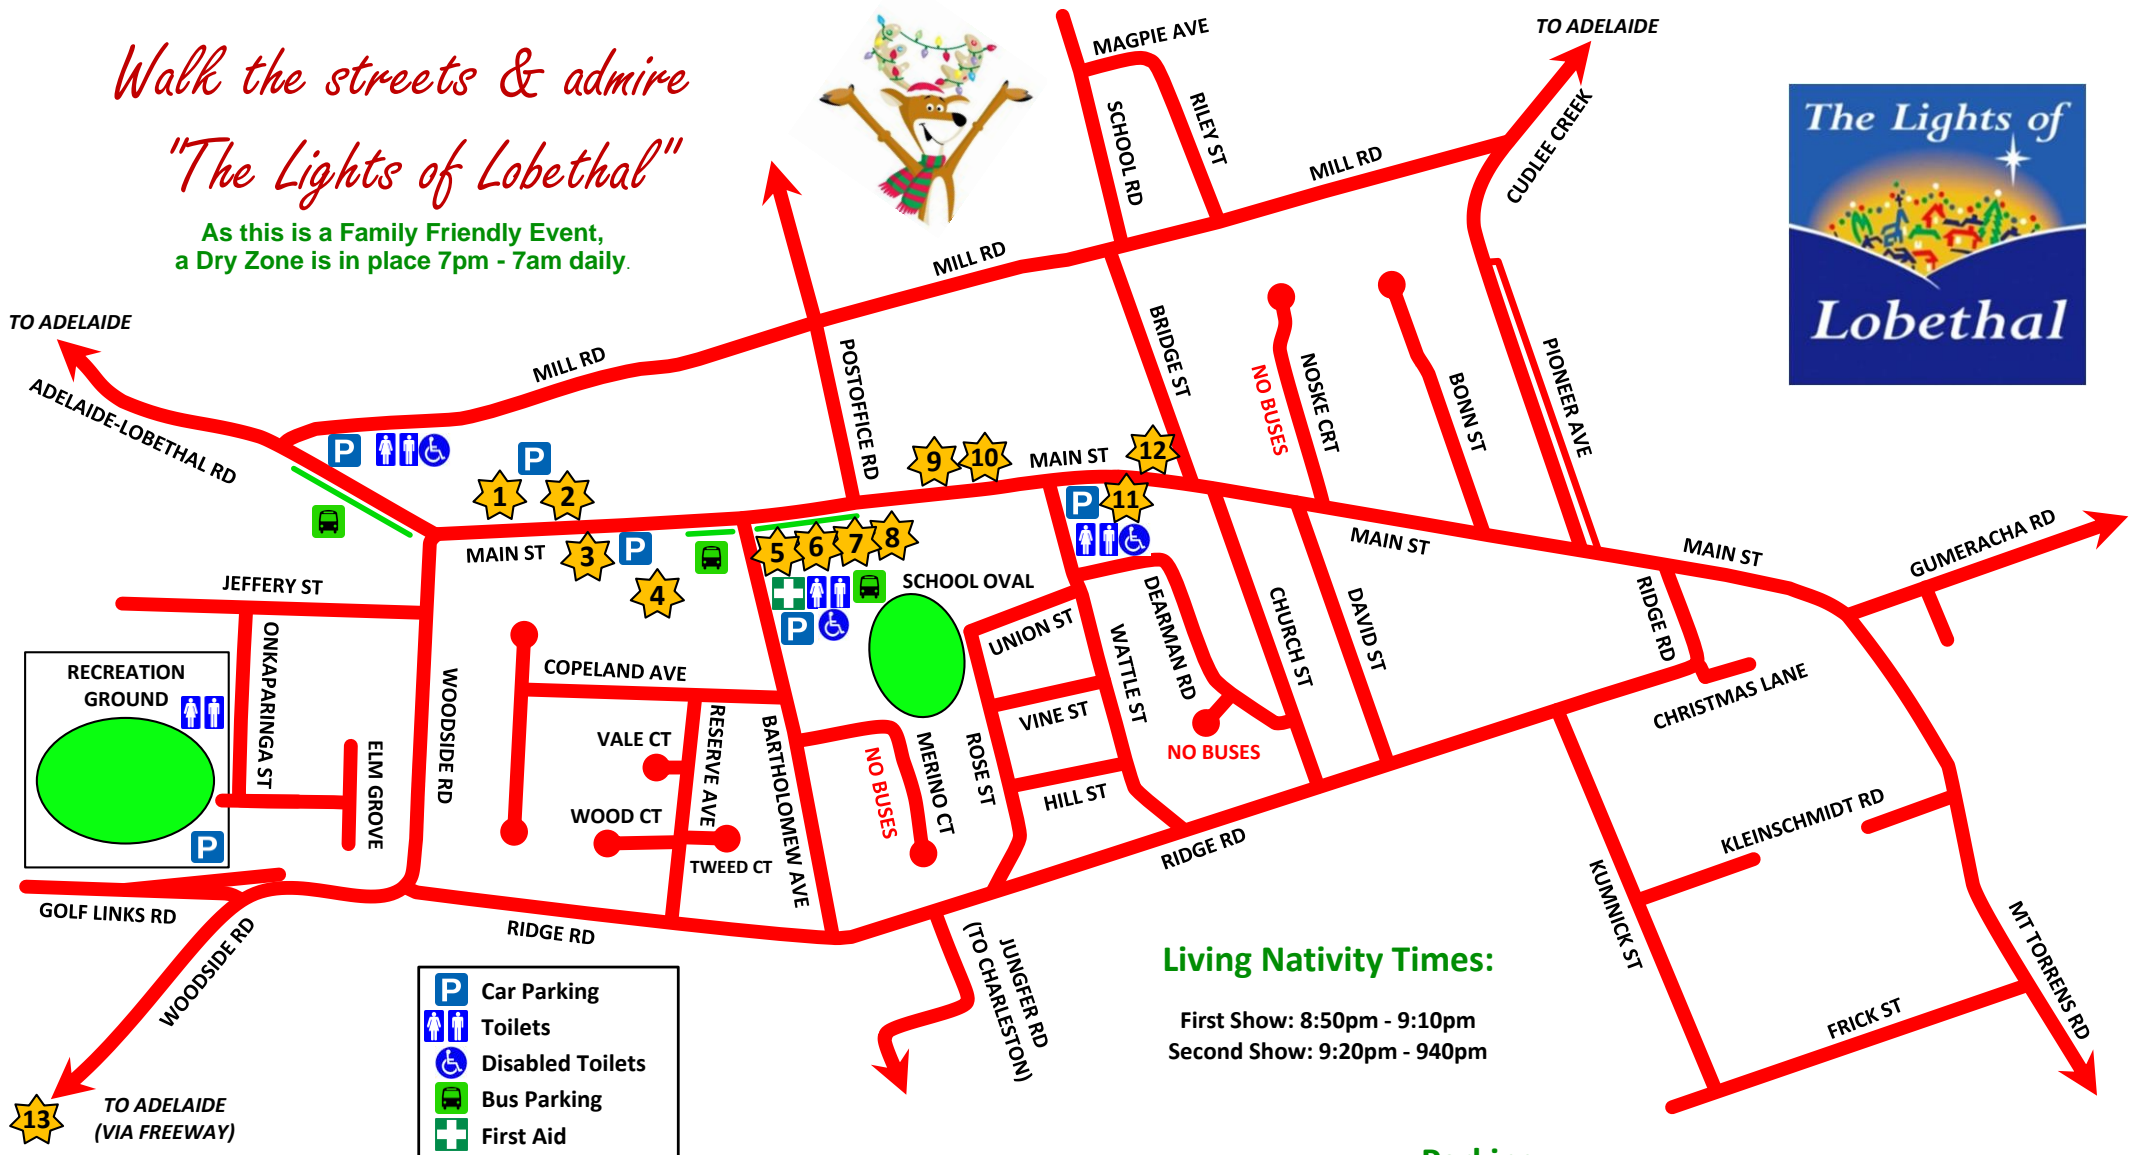 Walk the streets & admire
"The Lights of Lobethal"
As this is a Family Friendly Event,
a Dry Zone is in place 7pm - 7am daily.
TO ADELAIDE
The Lights of
Lobethal
MAGPIE AVE
SCHOOL RD
RILEY ST
MILL RD
CUDLEE CREEK
MILL RD
TO ADELAIDE
ADELAIDE-LOBETHAL RD
MILL RD
POSTOFFICE RD
BRIDGE ST
NO BUSES
NOSKE CRT
BONN ST
PIONEER AVE
P
P
1
2
9
10
MAIN ST
12
P
11
MAIN ST
3
P
4
5
6
7
8
P
SCHOOL OVAL
MAIN ST
MAIN ST
GUMERACHA RD
JEFFERY ST
ONKAPARINGA ST
RECREATION
GROUND
P
ELM GROVE
WOODSIDE RD
COPELAND AVE
VALE CT
RESERVE AVE
WOOD CT
TWEED CT
BARTHOLOMEW AVE
NO BUSES
MERINO CT
ROSE ST
UNION ST
VINE ST
HILL ST
WATTLE ST
DEARMAN RD
NO BUSES
CHURCH ST
DAVID ST
RIDGE RD
CHRISTMAS LANE
KLEINSCHMIDT RD
KUMNICK ST
FRICK ST
MT TORRENS RD
GOLF LINKS RD
WOODSIDE RD
RIDGE RD
RIDGE RD
JUNGFER RD
(TO CHARLESTON)
13
TO ADELAIDE
(VIA FREEWAY)
P Car Parking
Toilets
Disabled Toilets
Bus Parking
First Aid
Living Nativity Times:
First Show: 8:50pm - 9:10pm
Second Show: 9:20pm - 940pm